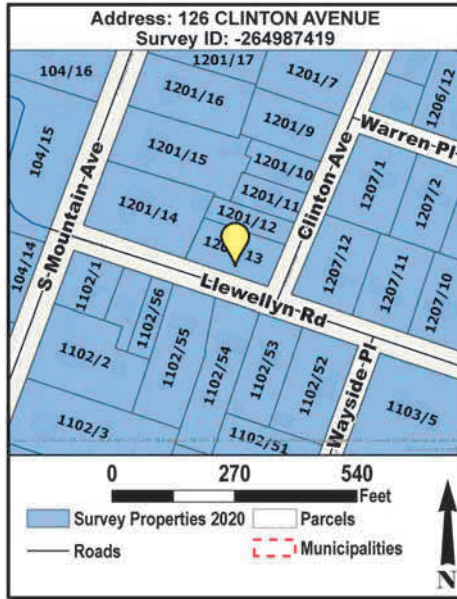 Address: 126 CLINTON AVENUE
Survey ID: -264987419
104/16
1201/17
1201/7
1206/12
1201/16
1201/9
Warren Pl
104/15
S Mountain Ave
1201/15
1201/10
Clinton Ave
1207/1
1207/2
1201/11
1201/14
1201/12
13
1207/12
1207/11
1207/10
104/14
1102/1
Llewellyn Rd
1102/56
1102/55
1102/54
1102/53
1102/52
Wayside Pl
1102/2
1103/5
1102/3
1102/51
0 270 540
Feet
Survey Properties 2020 Parcels
Roads Municipalities
N